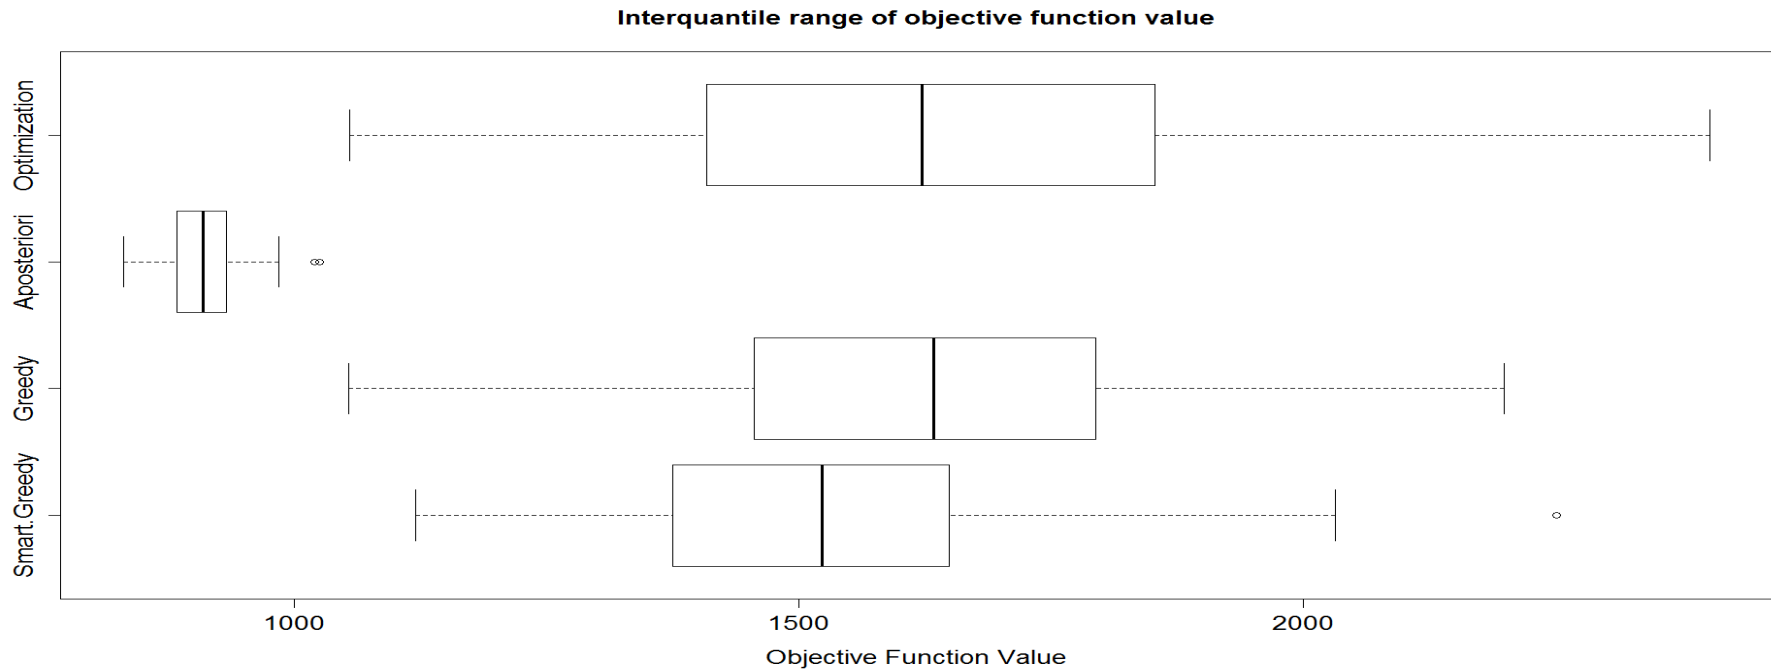 Interquantile range of objective function value
Optimization
Aposteriori
Greedy
Smart.Greedy
1000
1500
2000
Objective Function Value